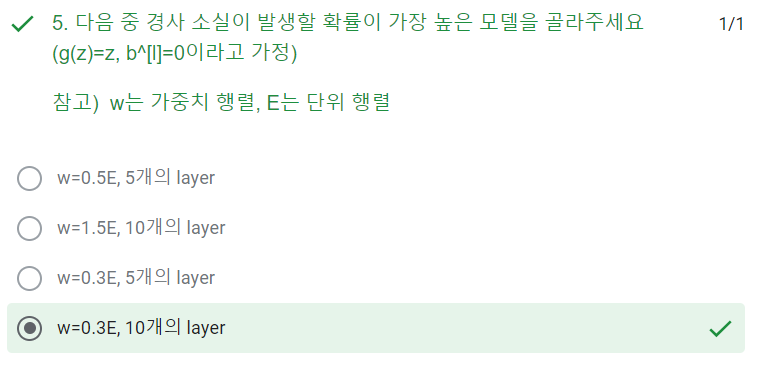 5. 다음 중 경사 소실이 발생할 확률이 가장 높은 모델을 골라주세요 1/1
(g(z)=z, b^[l]=0이라고 가정)
참고) w는 가중치 행렬, E는 단위 행렬
w=0.5E, 5개의 layer
w=1.5E, 10개의 layer
w=0.3E, 5개의 layer
w=0.3E, 10개의 layer